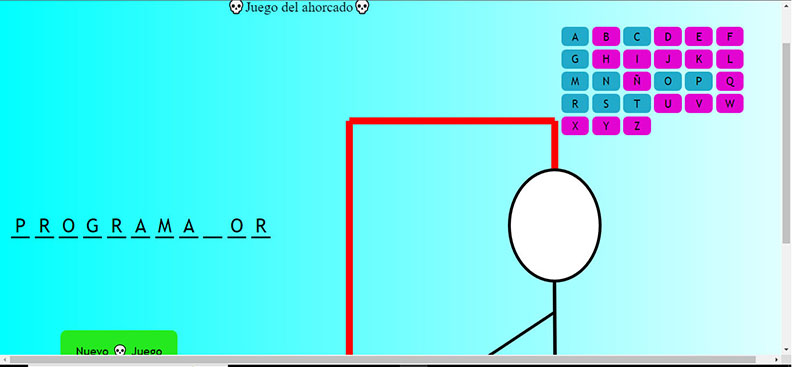 💀Juego del ahorcado💀
A B C D E F
G H I J K L
M N Ñ O P Q
R S T U V W
X Y Z
P R O G R A M A _ O R
Nuevo 💀 Juego